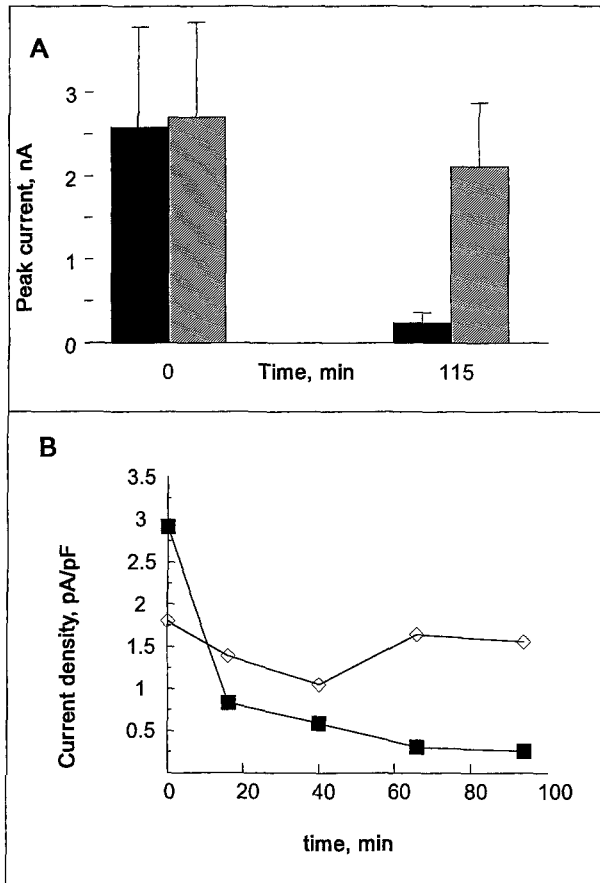 A
Peak current, nA
3
2
1
0
0 Time, min 115
B
Current density, pA/pF
3.5
3
2.5
2
1.5
1
0.5
0 20 40 60 80 100
time, min